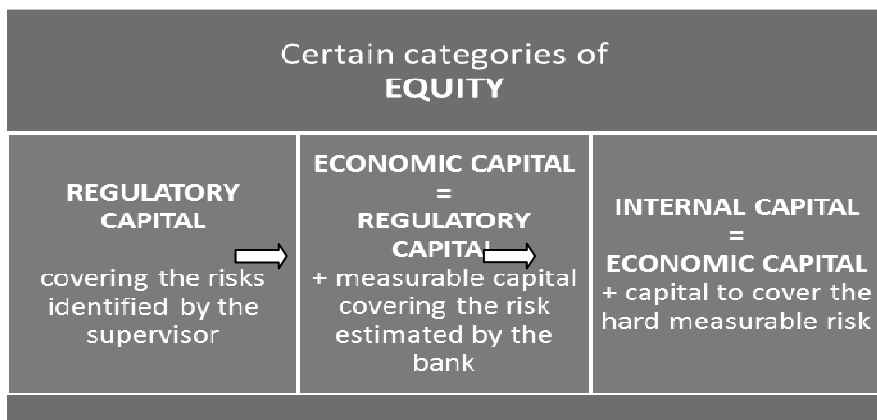 Certain categories of
EQUITY
REGULATORY
CAPITAL
covering the risks
identified by the
supervisor
ECONOMIC CAPITAL
=
REGULATORY
CAPITAL
+ measurable capital
covering the risk
estimated by the
bank
INTERNAL CAPITAL
=
ECONOMIC CAPITAL
+ capital to cover the
hard measurable risk